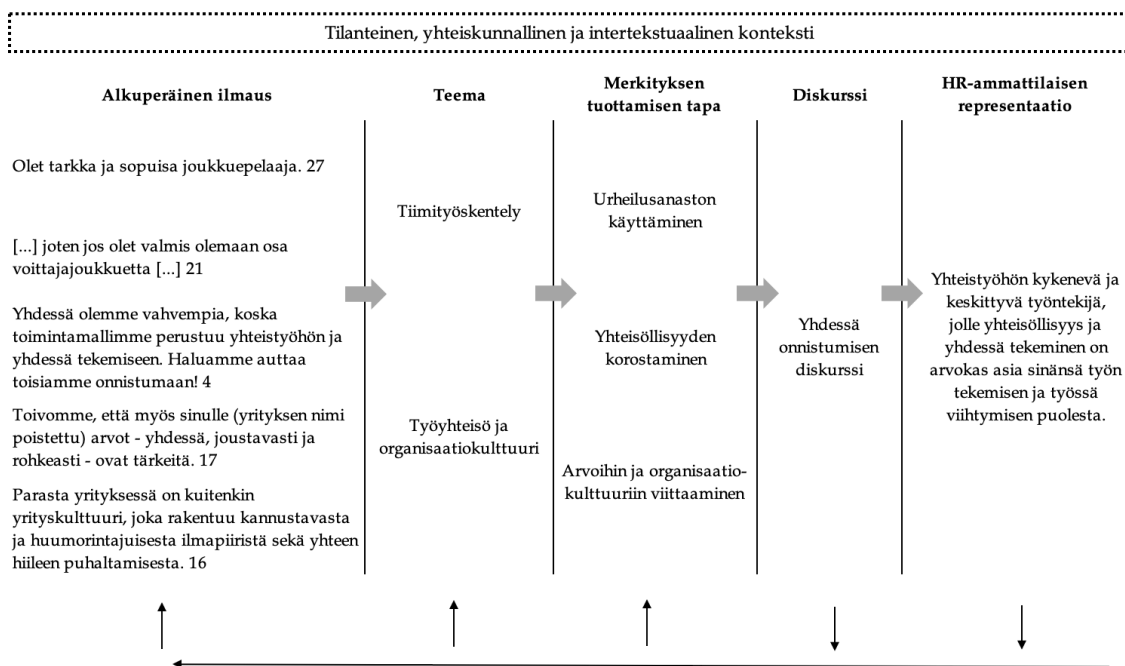 Tilanteinen, yhteiskunnallinen ja intertekstuaalinen konteksti
Alkuperäinen ilmaus
Teema
Merkityksen
tuottamisen tapa
Diskurssi
HR-ammattilaisen
representaatio
Olet tarkka ja sopuisa joukkuepelaaja. 27
[...] joten jos olet valmis olemaan osa
voittajajoukkuetta [...] 21
Yhdessä olemme vahvempia, koska
toimintamallimme perustuu yhteistyöhön ja
yhdessä tekemiseen. Haluamme auttaa
toisiamme onnistumaan! 4
Toivomme, että myös sinulle (yrityksen nimi
poistettu) arvot - yhdessä, joustavasti ja
rohkeasti - ovat tärkeitä. 17
Parasta yrityksessä on kuitenkin
yrityskulttuuri, joka rakentuu kannustavasta
ja huumorintajuisesta ilmapiiristä sekä yhteen
hiileen puhaltamisesta. 16
Tiimityöskentely
Työyhteisö ja
organisaatiokulttuuri
Urheilusanaston
käyttäminen
Yhteisöllisyyden
korostaminen
Arvoihin ja organisaatio-
kulttuuriin viittaaminen
Yhdessä
onnistumisen
diskurssi
Yhteistyöhön kykenevä ja
keskittyvä työntekijä,
jolle yhteisöllisyys ja
yhdessä tekeminen on
arvokas asia sinänsä työn
tekemisen ja työssä
viihtymisen puolesta.